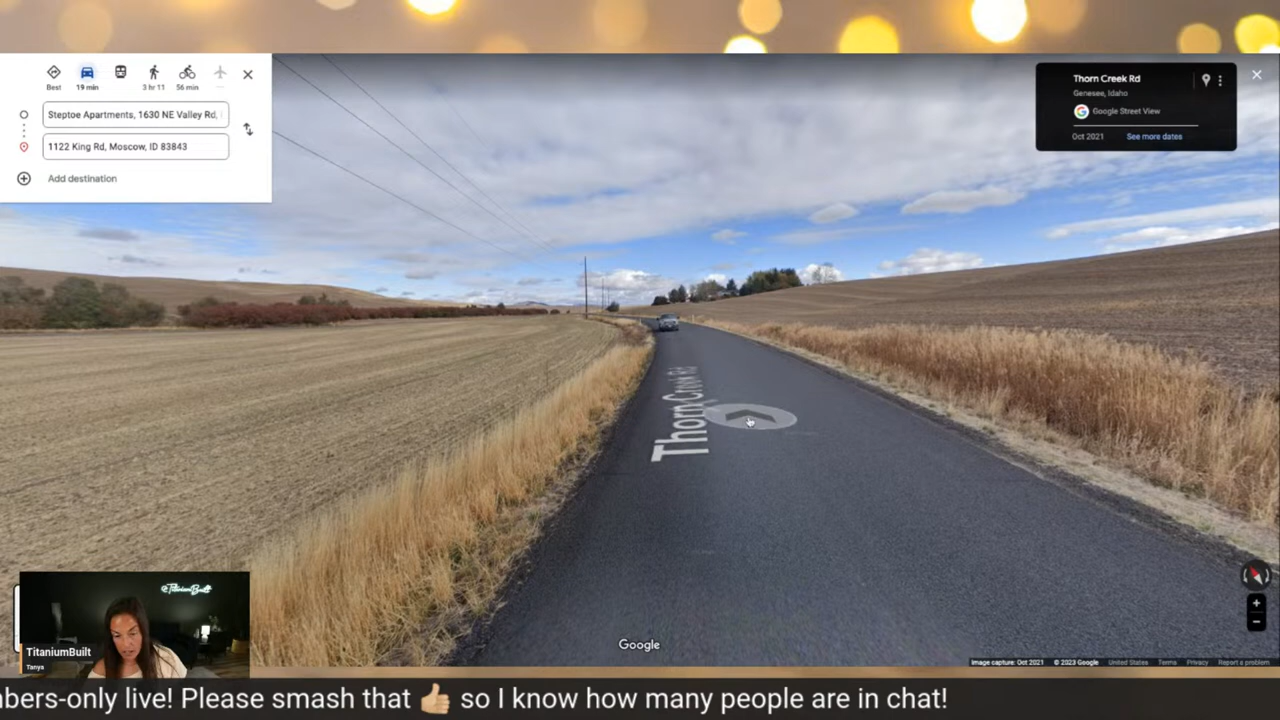 Best
19 min
3 hr 11
56 min
Steptoe Apartments, 1630 NE Valley Rd,
1122 King Rd, Moscow, ID 83843
Add destination
Thorn Creek Rd
Genesee, Idaho
Google Street View
Oct 2021
See more dates
Thorn Creek Rd
@TitaniumBuilt
TitaniumBuilt
Tanya
Google
Image capture: Oct 2021 © 2023 Google United States Terms Privacy Report a problem
nbers-only live! Please smash that 👍🏼 so I know how many people are in chat!